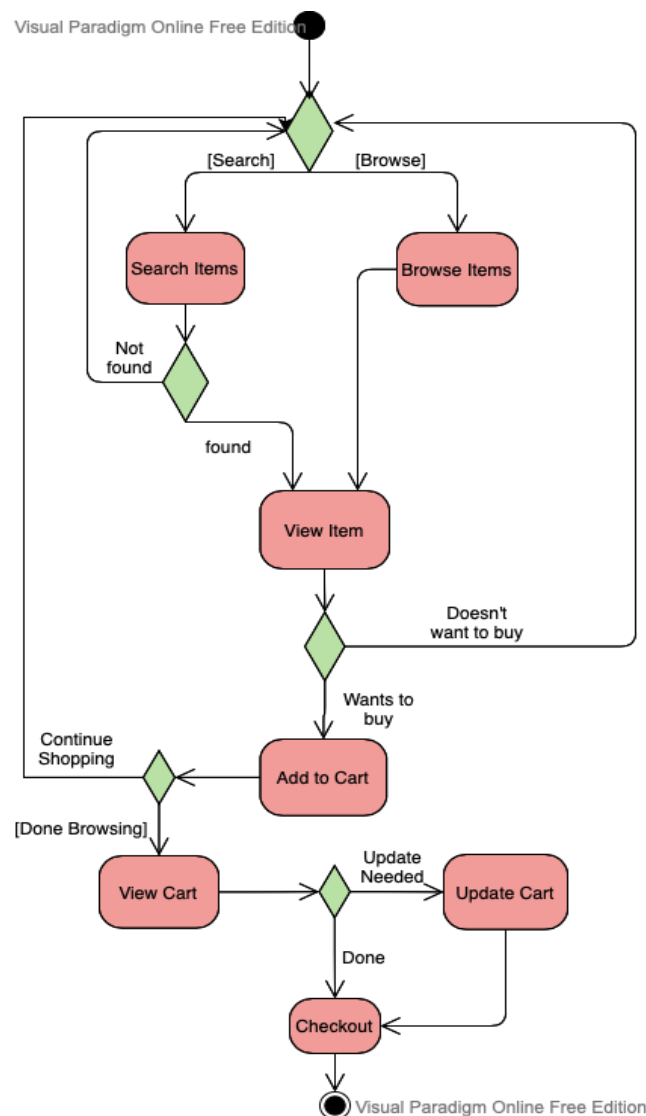 Visual Paradigm Online Free Edition
[Search]
[Browse]
Search Items
Browse Items
Not
found
found
View Item
Doesn't
want to buy
Wants to
buy
Continue
Shopping
Add to Cart
[Done Browsing]
Update
Needed
View Cart
Update Cart
Done
Checkout
Visual Paradigm Online Free Edition